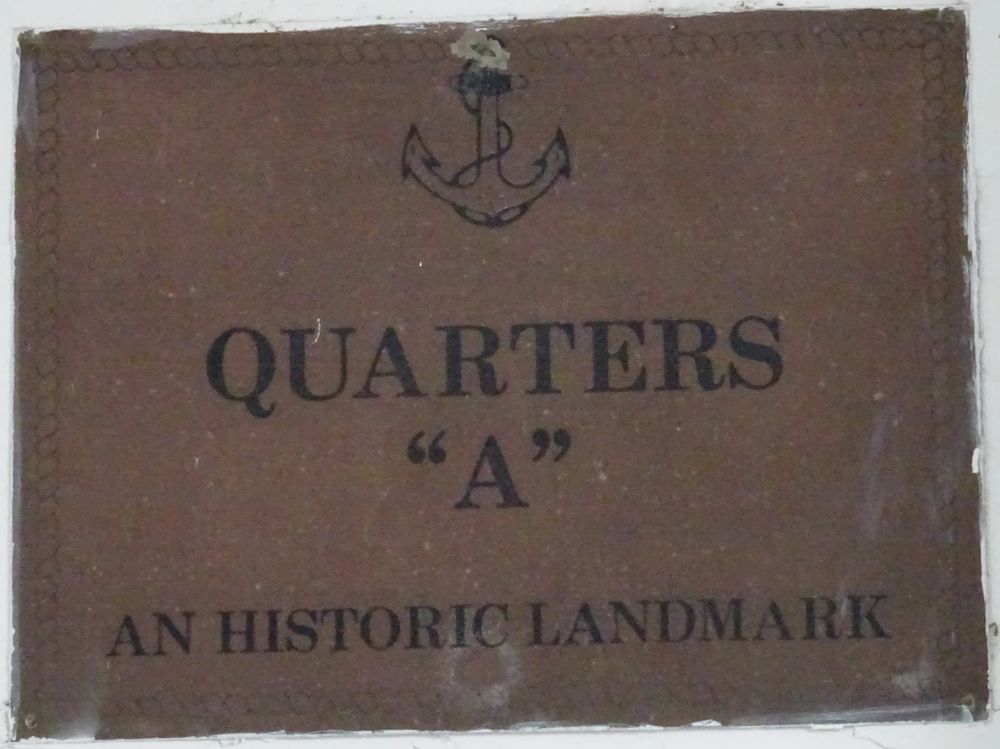 QUARTERS
“A”
AN HISTORIC LANDMARK